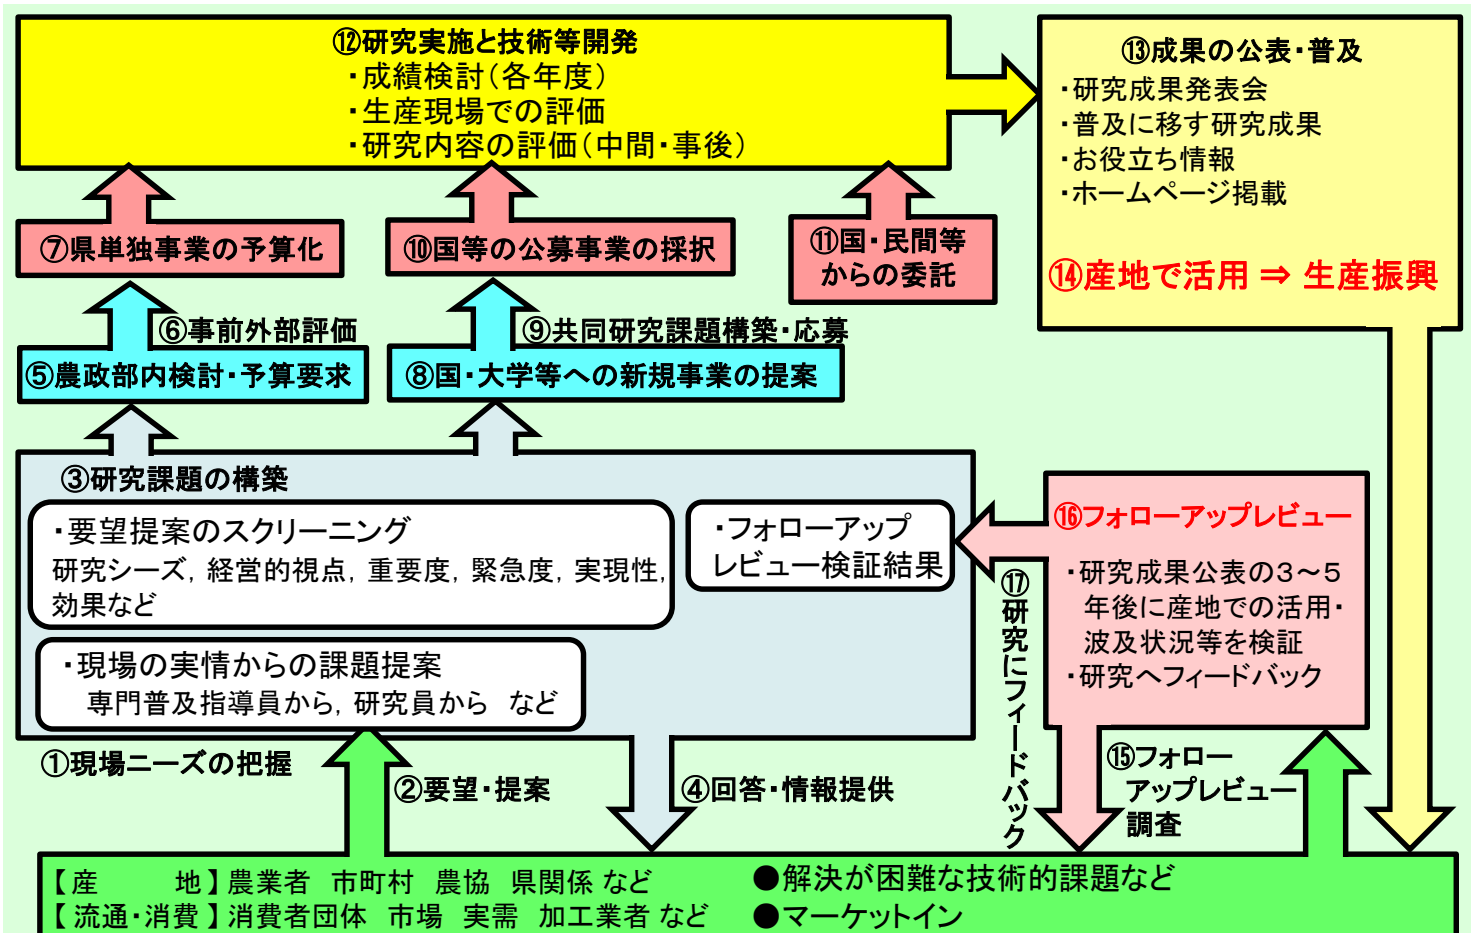 ⑫研究実施と技術等開発
・成績検討(各年度)
・生産現場での評価
・研究内容の評価(中間・事後)
⑬成果の公表・普及
・研究成果発表会
・普及に移す研究成果
・お役立ち情報
・ホームページ掲載
⑭産地で活用 ⇒ 生産振興
⑦県単独事業の予算化
⑩国等の公募事業の採択
⑪国・民間等
からの委託
⑥事前外部評価
⑨共同研究課題構築・応募
⑤農政部内検討・予算要求
⑧国・大学等への新規事業の提案
③研究課題の構築
・要望提案のスクリーニング
研究シーズ, 経営的視点, 重要度, 緊急度, 実現性,
効果など
・フォローアップ
レビュー検証結果
・現場の実情からの課題提案
専門普及指導員から, 研究員から など
⑯フォローアップレビュー
・研究成果公表の3~5
年後に産地での活用・
波及状況等を検証
・研究へフィードバック
⑰研究にフィードバック
①現場ニーズの把握
②要望・提案
④回答・情報提供
⑮フォロー
アップレビュー
調査
【産 地】農業者 市町村 農協 県関係 など
●解決が困難な技術的課題など
【流通・消費】消費者団体 市場 実需 加工業者 など
●マーケットイン